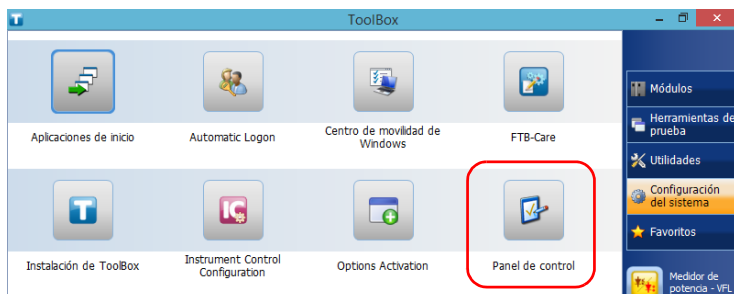 ToolBox
Aplicaciones de inicio
Automatic Logon
Centro de movilidad de
Windows
FTB-Care
Instalación de ToolBox
Instrument Control
Configuration
Options Activation
Panel de control
Módulos
Herramientas de
prueba
Utilidades
Configuración
del sistema
Favoritos
Medidor de
potencia - VFL